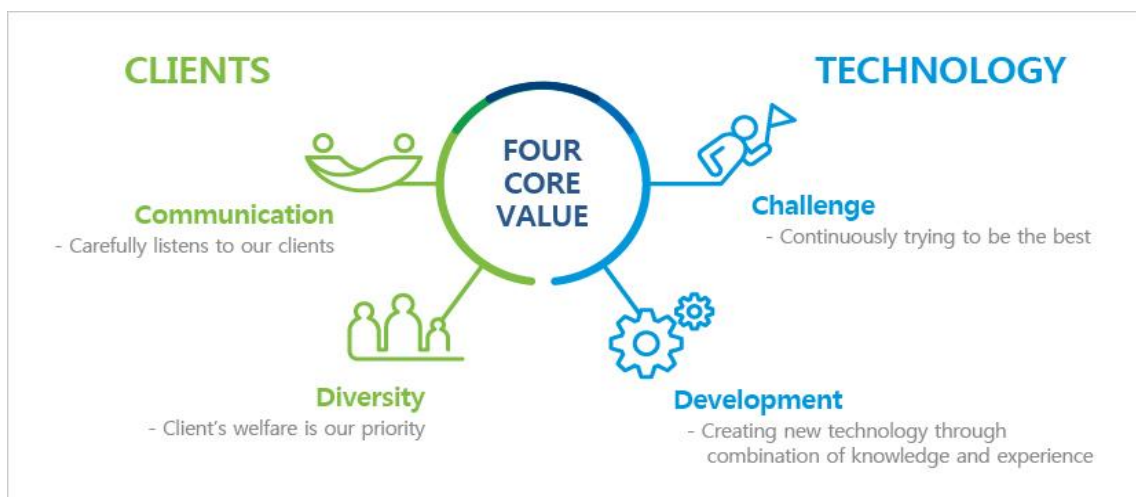 CLIENTS
TECHNOLOGY
FOUR
CORE
VALUE
Communication
- Carefully listens to our clients
Challenge
- Continuously trying to be the best
Diversity
- Client's welfare is our priority
Development
- Creating new technology through
combination of knowledge and experience